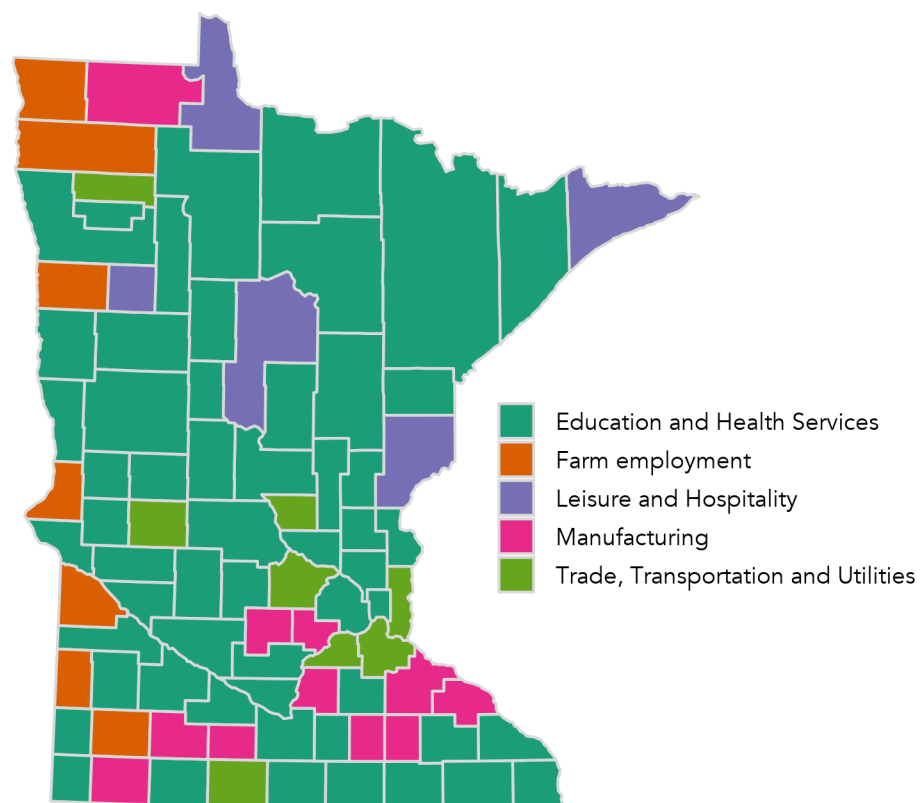 Education and Health Services
Farm employment
Leisure and Hospitality
Manufacturing
Trade, Transportation and Utilities